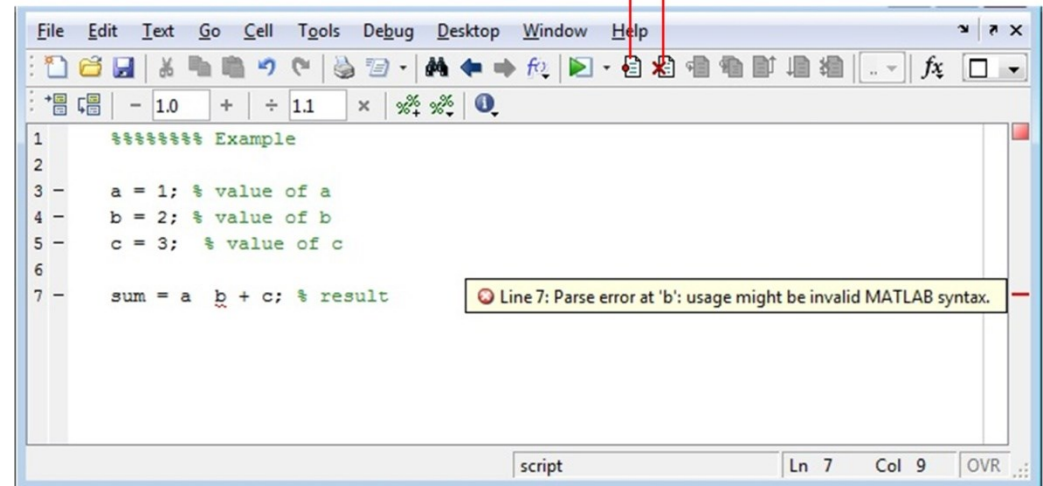 File Edit Text Go Cell Tools Debug Desktop Window Help
fx
- 1.0 + ÷ 1.1 ×
1 %%%%%%%% Example
2
3 - a = 1; % value of a
4 - b = 2; % value of b
5 - c = 3; % value of c
6
7 - sum = a b + c; % result
Line 7: Parse error at 'b': usage might be invalid MATLAB syntax.
script Ln 7 Col 9 OVR